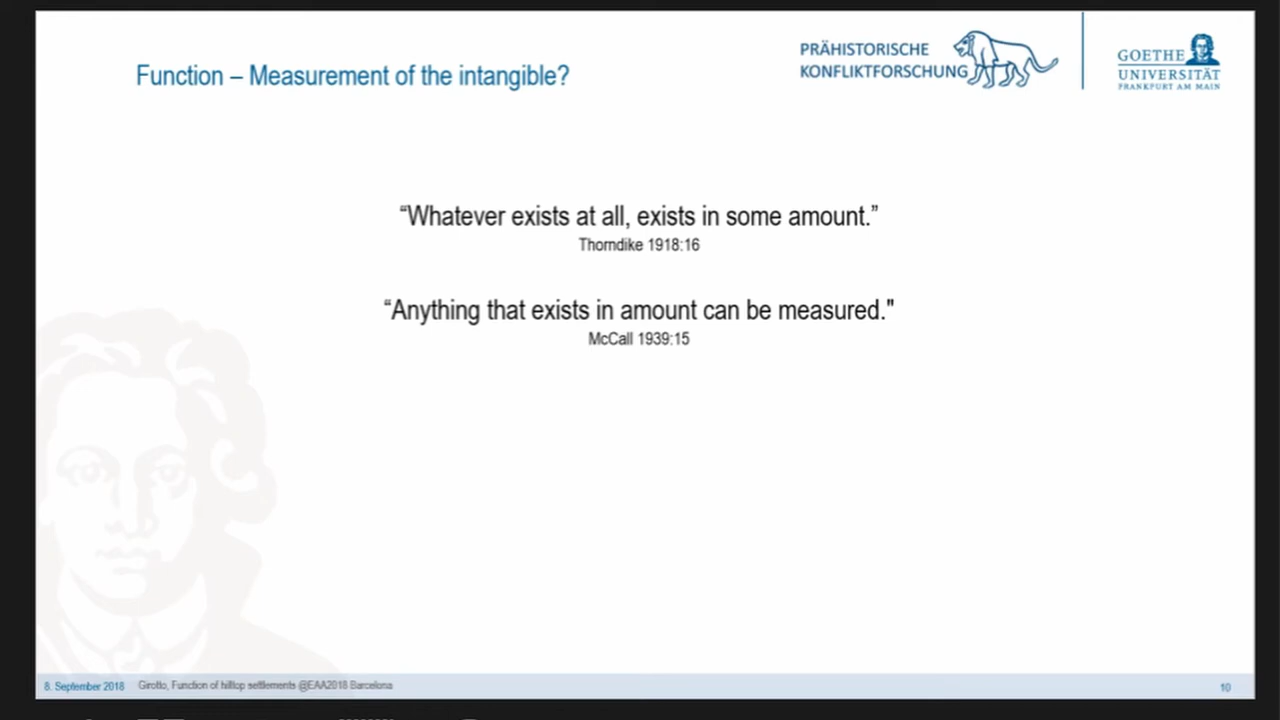 Function – Measurement of the intangible?
PRÄHISTORISCHE
KONFLIKTFORSCHUNG
GOETHE
UNIVERSITÄT
FRANKFURT AM MAIN
“Whatever exists at all, exists in some amount.”
Thorndike 1918:16
“Anything that exists in amount can be measured."
McCall 1939:15
8. September 2018 Girotto, Function of hilltop settlements @EAA2018 Barcelona 10